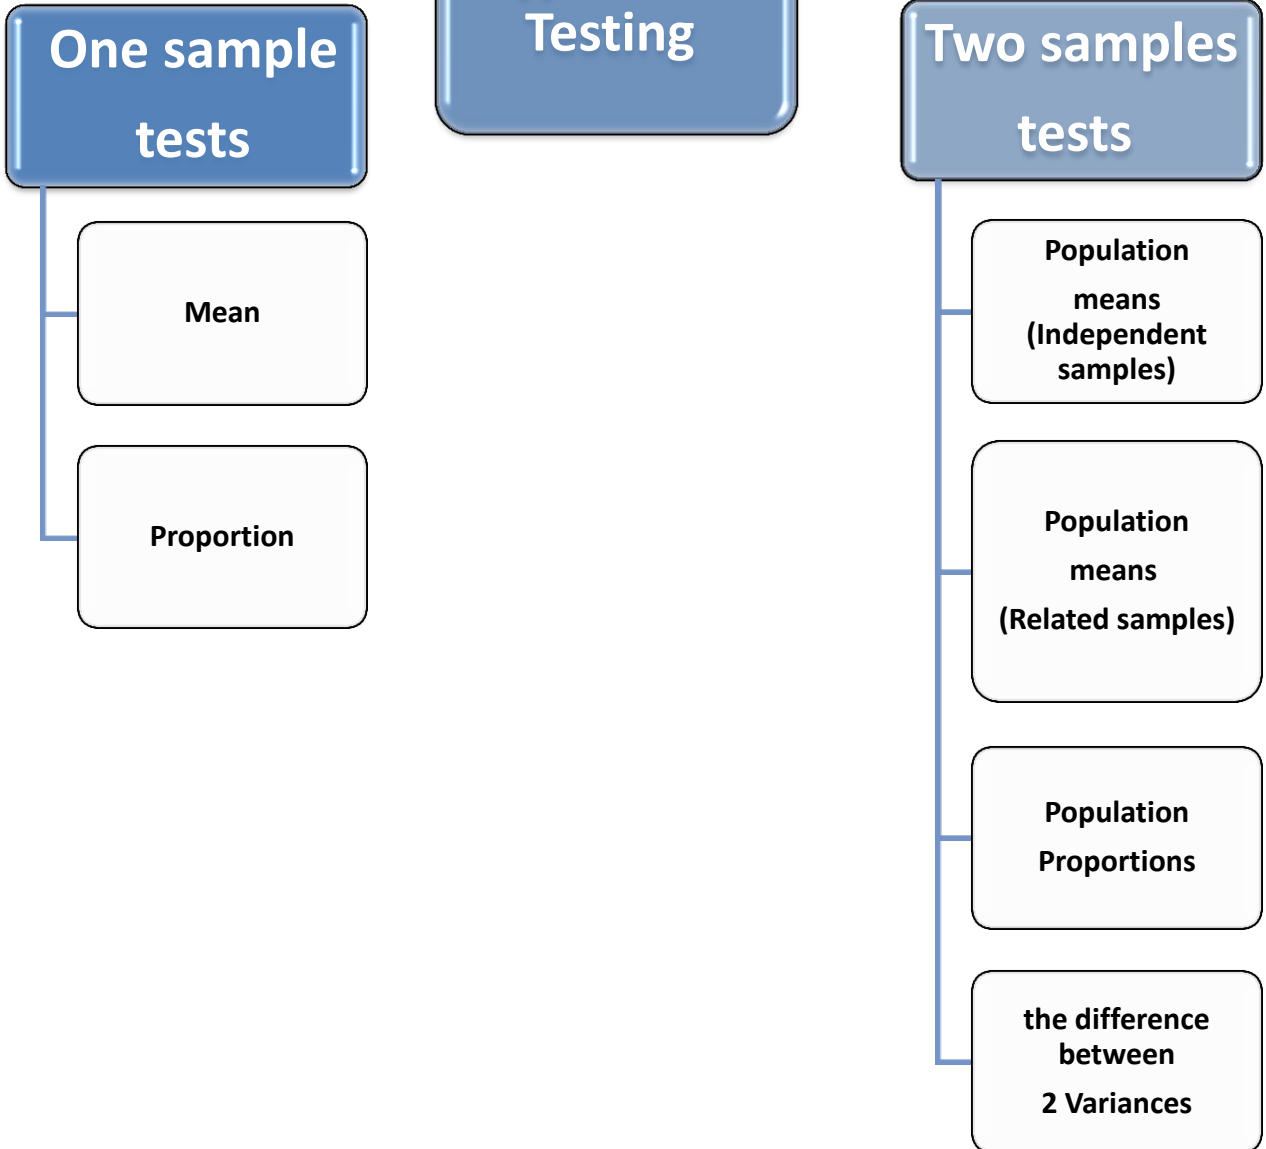 One sample
tests
Testing
Two samples
tests
Mean
Proportion
Population
means
(Independent
samples)
Population
means
(Related samples)
Population
Proportions
the difference
between
2 Variances